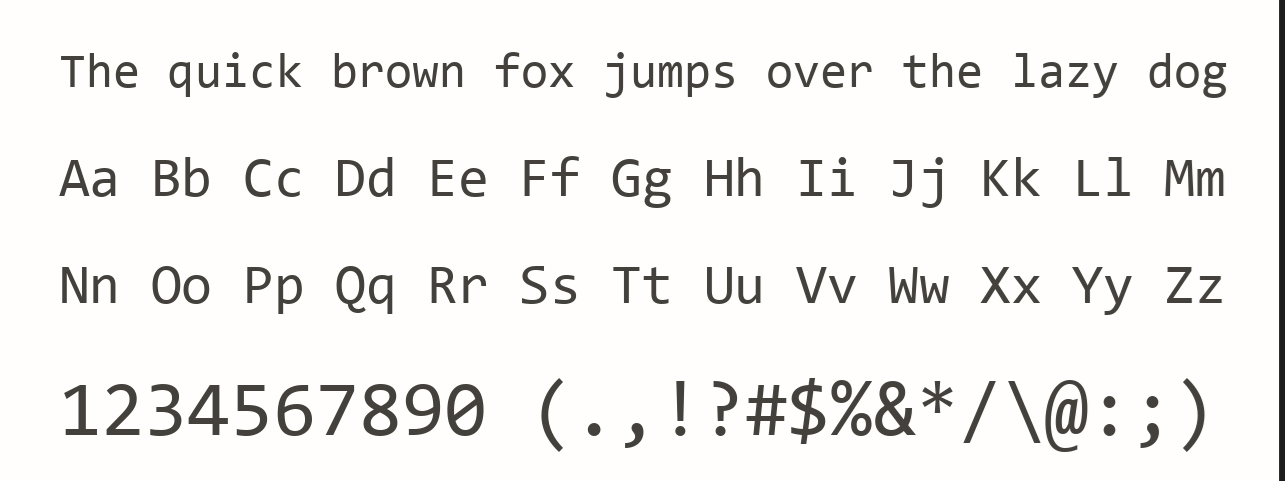 The quick brown fox jumps over the lazy dog
Aa Bb Cc Dd Ee Ff Gg Hh Ii Jj Kk Ll Mm
Nn Oo Pp Qq Rr Ss Tt Uu Vv Ww Xx Yy Zz
1234567890 (.,!?#$%&*/\@:;)